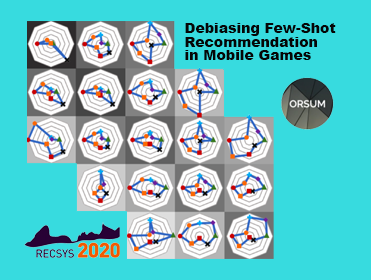 Debiasing Few-Shot
Recommendation
in Mobile Games
ORSUM
RECSYS 2020